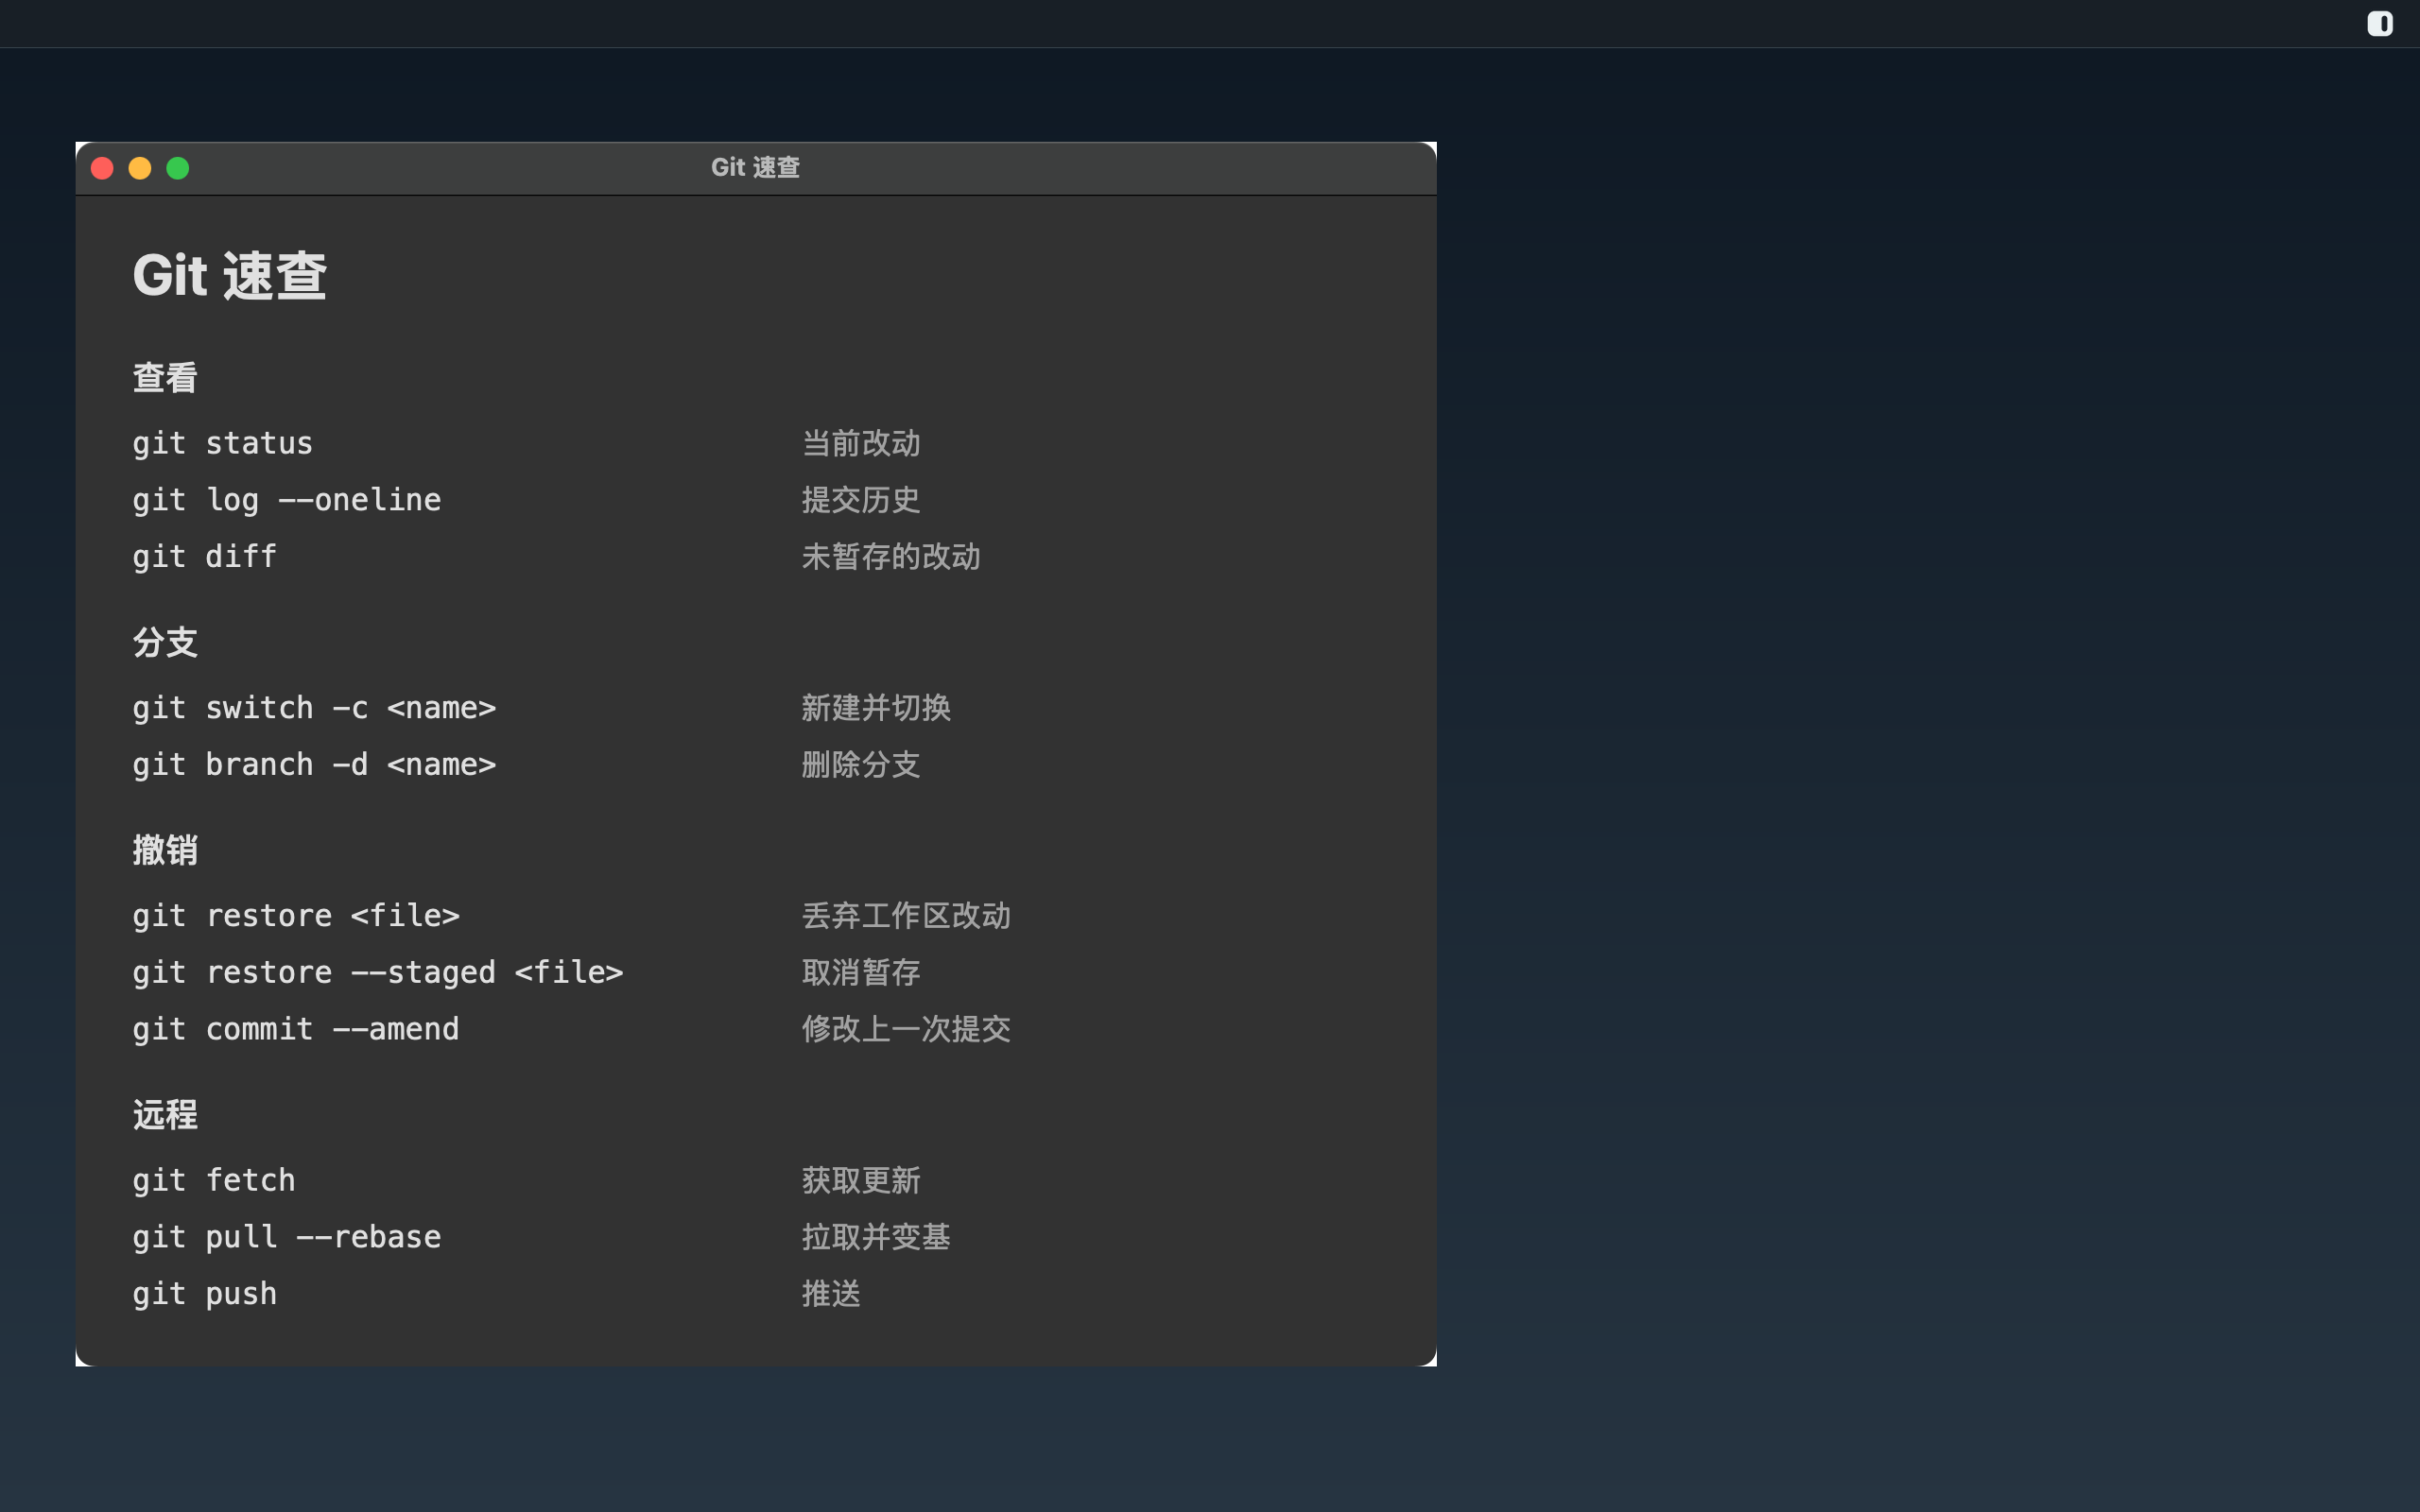 Git 速查
Git 速查
查看
git status 当前改动
git log --oneline 提交历史
git diff 未暂存的改动
分支
git switch -c <name> 新建并切换
git branch -d <name> 删除分支
撤销
git restore <file> 丢弃工作区改动
git restore --staged <file> 取消暂存
git commit --amend 修改上一次提交
远程
git fetch 获取更新
git pull --rebase 拉取并变基
git push 推送